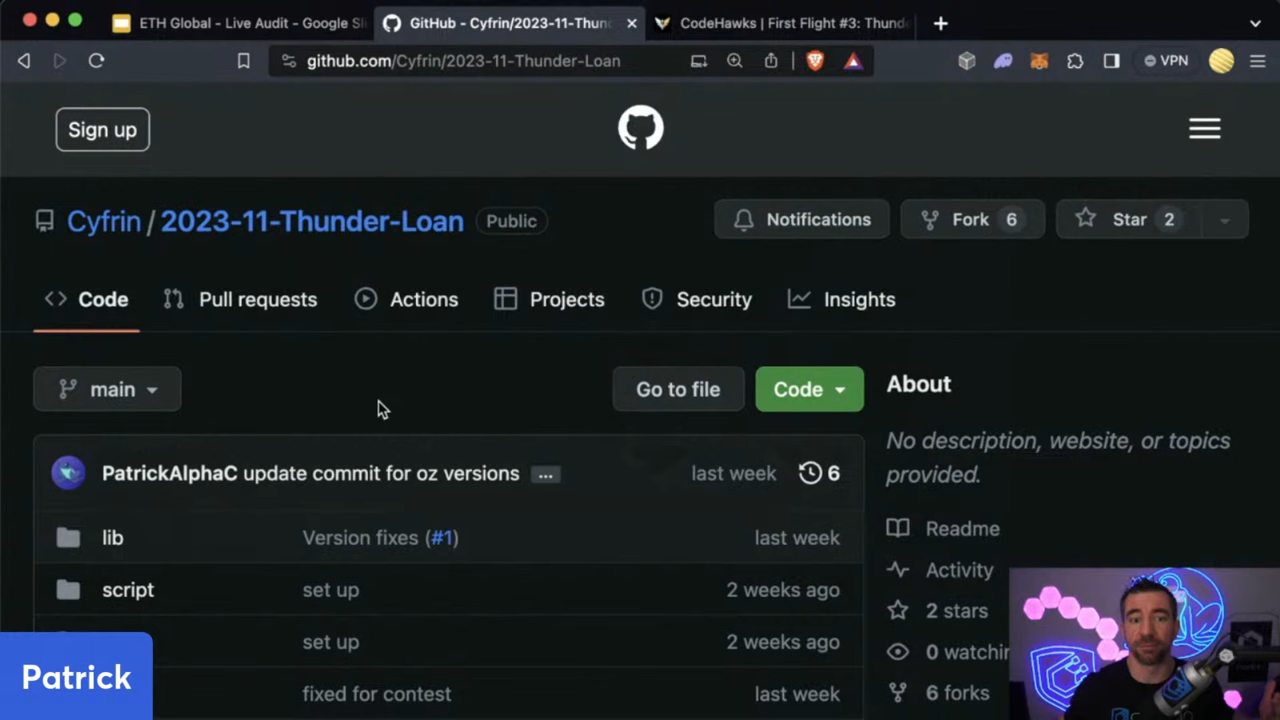 ETH Global - Live Audit - Google Sli
GitHub - Cyfrin/2023-11-Thun
CodeHawks | First Flight #3: Thunde
github.com/Cyfrin/2023-11-Thunder-Loan
VPN
Sign up
Cyfrin / 2023-11-Thunder-Loan
Public
Notifications
Fork 6
Star 2
Code
Pull requests
Actions
Projects
Security
Insights
main
Go to file
Code
About
No description, website, or topics
provided.
PatrickAlphaC update commit for oz versions ...
last week
6
lib
Version fixes (#1)
last week
script
set up
2 weeks ago
set up
2 weeks ago
fixed for contest
last week
Readme
Activity
2 stars
0 watchin
6 forks
Patrick